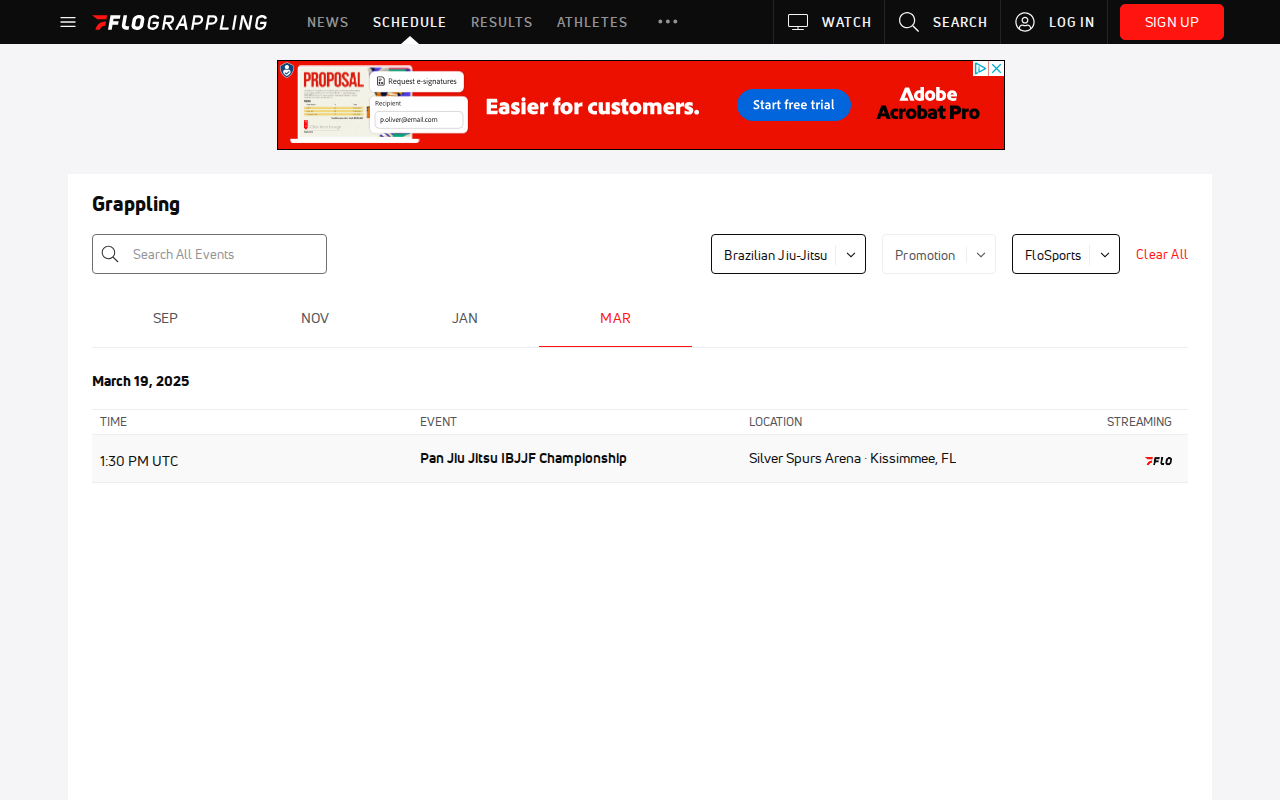 FLOGRAPPLING NEWS SCHEDULE RESULTS ATHLETES WATCH SEARCH LOG IN SIGN UP
PROPOSAL
Request e-signatures
Recipient
p.oliver@email.com
Easier for customers.
Start free trial
Adobe
Acrobat Pro
Grappling
Search All Events
Brazilian Jiu-Jitsu
Promotion
FloSports
Clear All
SEP NOV JAN MAR
March 19, 2025
TIME EVENT LOCATION STREAMING
1:30 PM UTC Pan Jiu Jitsu IBJJF Championship Silver Spurs Arena · Kissimmee, FL FLO